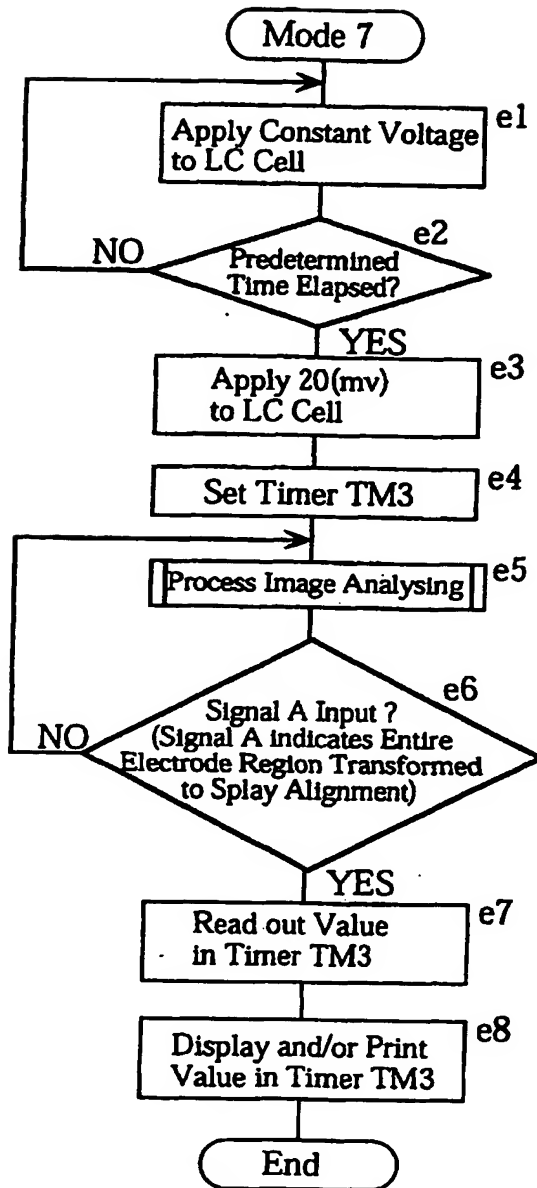 Mode 7
e1
Apply Constant Voltage
to LC Cell
e2
NO
Predetermined
Time Elapsed?
YES
e3
Apply 20(mv)
to LC Cell
e4
Set Timer TM3
e5
Process Image Analysing
e6
Signal A Input ?
(Signal A indicates Entire
NO
Electrode Region Transformed
to Splay Alignment)
YES
e7
Read out Value
in Timer TM3
e8
Display and/or Print
Value in Timer TM3
End